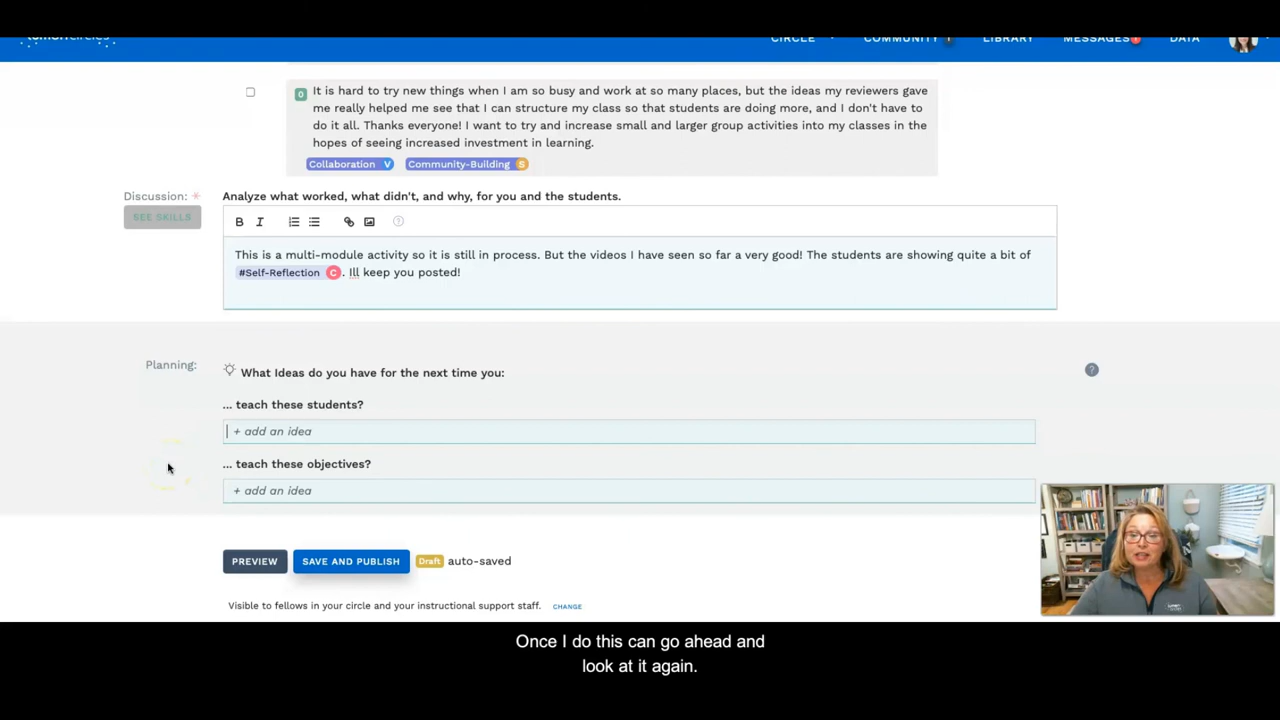 CIRCLE COMMUNITY LIBRARY MESSAGES DATA
0 It is hard to try new things when I am so busy and work at so many places, but the ideas my reviewers gave
me really helped me see that I can structure my class so that students are doing more, and I don't have to
do it all. Thanks everyone! I want to try and increase small and larger group activities into my classes in the
hopes of seeing increased investment in learning.
Collaboration V Community-Building S
Discussion: * Analyze what worked, what didn't, and why, for you and the students.
SEE SKILLS
B I ?
This is a multi-module activity so it is still in process. But the videos I have seen so far a very good! The students are showing quite a bit of
#Self-Reflection C . Ill keep you posted!
Planning: What Ideas do you have for the next time you: ?
... teach these students?
+ add an idea
... teach these objectives?
+ add an idea
PREVIEW SAVE AND PUBLISH Draft auto-saved
Visible to fellows in your circle and your instructional support staff. CHANGE
Once I do this can go ahead and
look at it again.